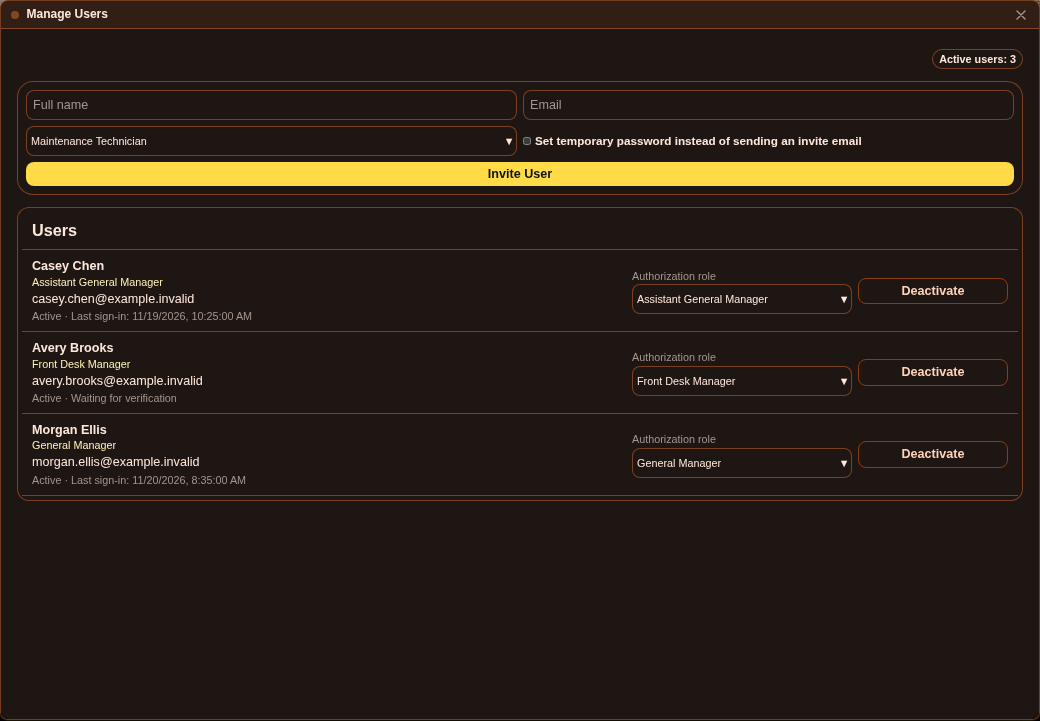 Manage Users
Active users: 3
Full name
Email
Maintenance Technician
Set temporary password instead of sending an invite email
Invite User
Users
Casey Chen
Assistant General Manager
casey.chen@example.invalid
Active · Last sign-in: 11/19/2026, 10:25:00 AM
Authorization role
Assistant General Manager
Deactivate
Avery Brooks
Front Desk Manager
avery.brooks@example.invalid
Active · Waiting for verification
Authorization role
Front Desk Manager
Deactivate
Morgan Ellis
General Manager
morgan.ellis@example.invalid
Active · Last sign-in: 11/20/2026, 8:35:00 AM
Authorization role
General Manager
Deactivate